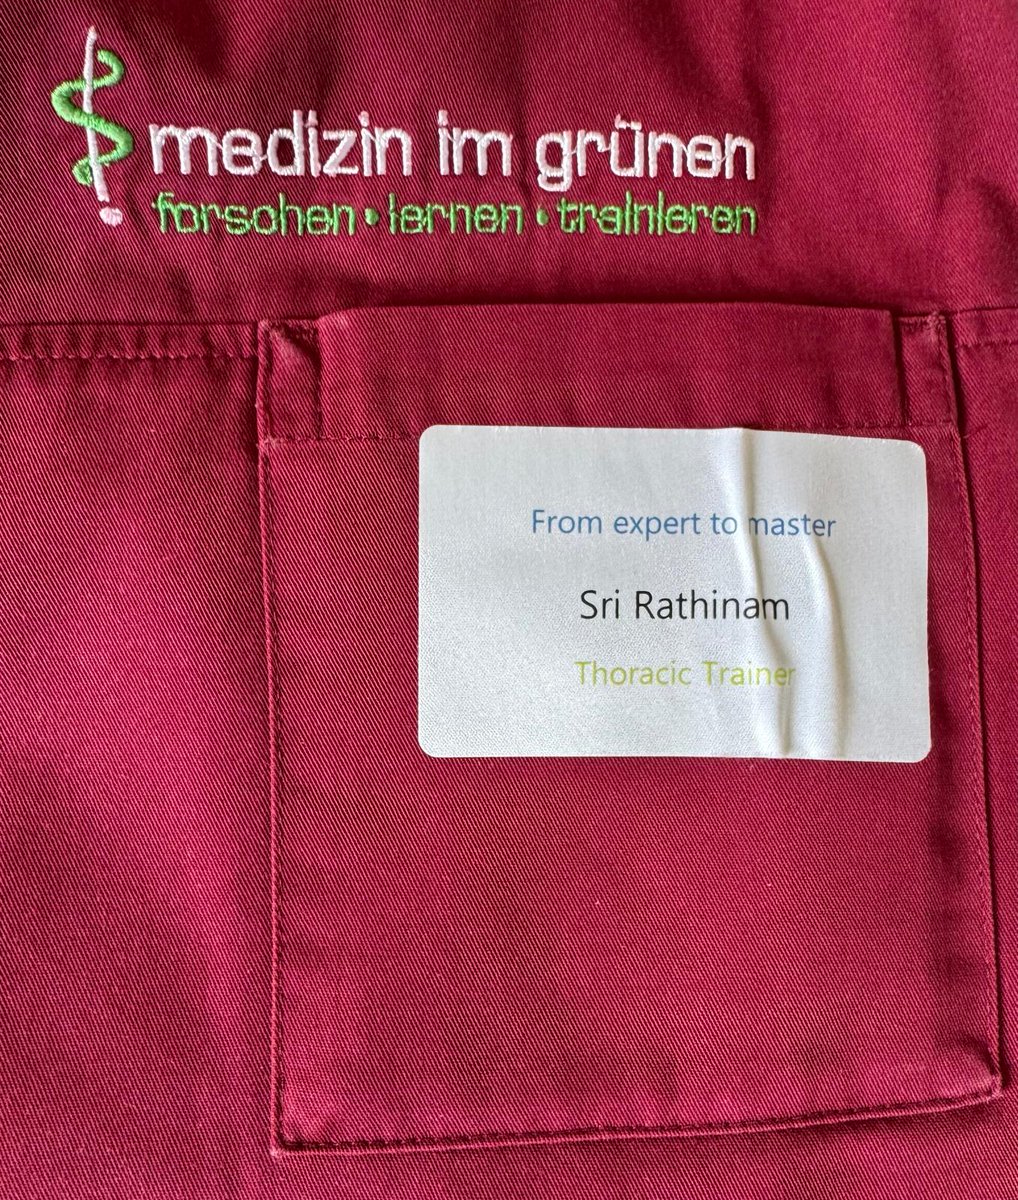 medizin im grünen
forschen • lernen • trainieren
From expert to master
Sri Rathinam
Thoracic Trainer